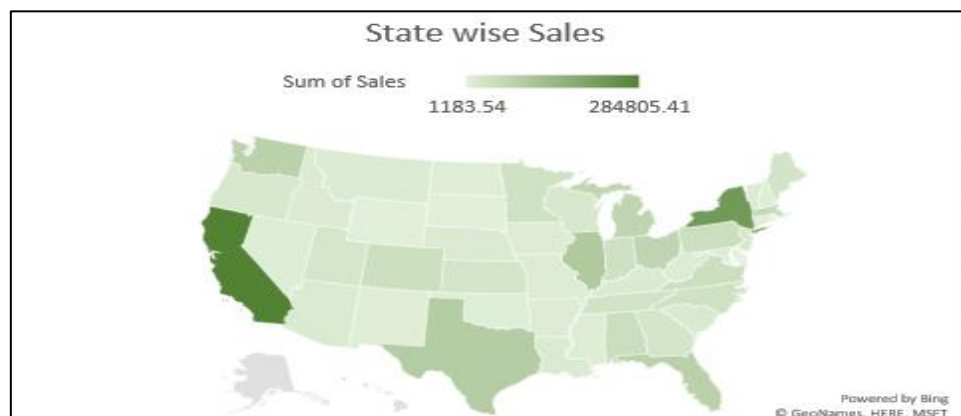 State wise Sales
Sum of Sales
1183.54 284805.41
Powered by Bing
© GeoNames, HERE, MSFT